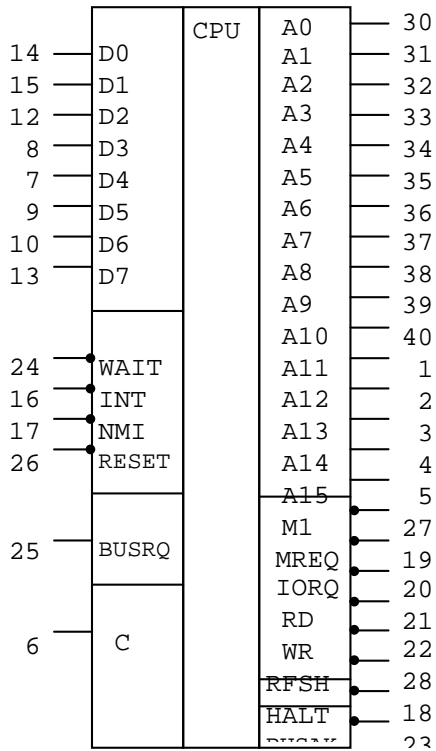 CPU
14 D0
15 D1
12 D2
8 D3
7 D4
9 D5
10 D6
13 D7
24 WAIT
16 INT
17 NMI
26 RESET
25 BUSRQ
6 C
A0 30
A1 31
A2 32
A3 33
A4 34
A5 35
A6 36
A7 37
A8 38
A9 39
A10 40
A11 1
A12 2
A13 3
A14 4
A15 5
M1 27
MREQ 19
IORQ 20
RD 21
WR 22
RFSH 28
HALT 18
23